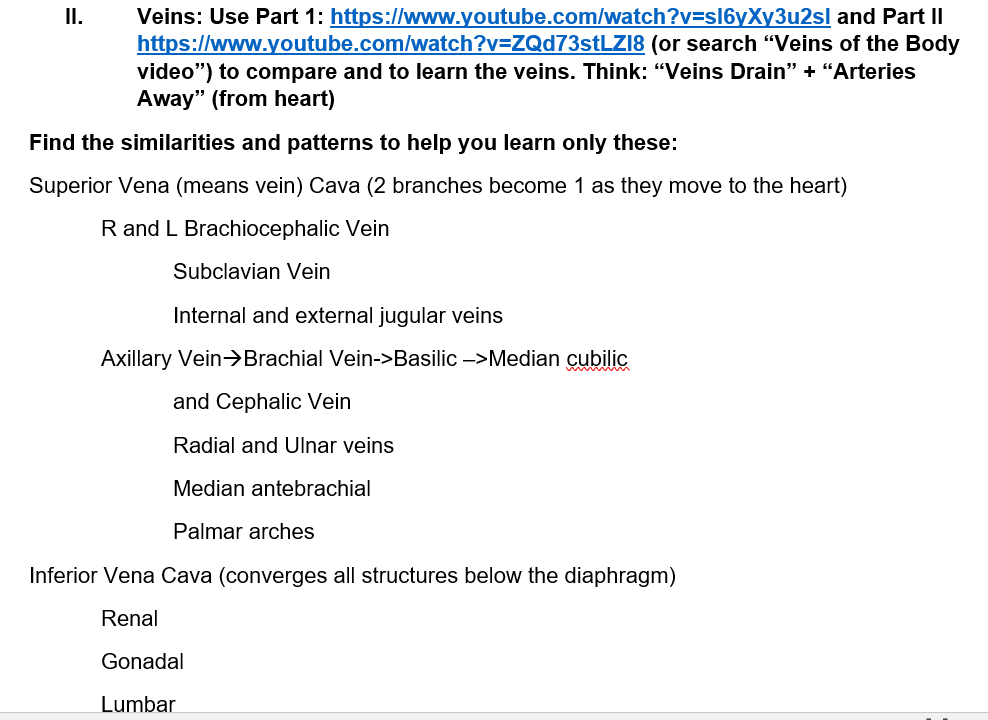 II. Veins: Use Part 1: https://www.youtube.com/watch?v=sl6yXy3u2sI and Part II
https://www.youtube.com/watch?v=ZQd73stLZI8 (or search “Veins of the Body
video”) to compare and to learn the veins. Think: “Veins Drain” + “Arteries
Away” (from heart)
Find the similarities and patterns to help you learn only these:
Superior Vena (means vein) Cava (2 branches become 1 as they move to the heart)
R and L Brachiocephalic Vein
Subclavian Vein
Internal and external jugular veins
Axillary Vein→Brachial Vein->Basilic –>Median cubilic
and Cephalic Vein
Radial and Ulnar veins
Median antebrachial
Palmar arches
Inferior Vena Cava (converges all structures below the diaphragm)
Renal
Gonadal
Lumbar